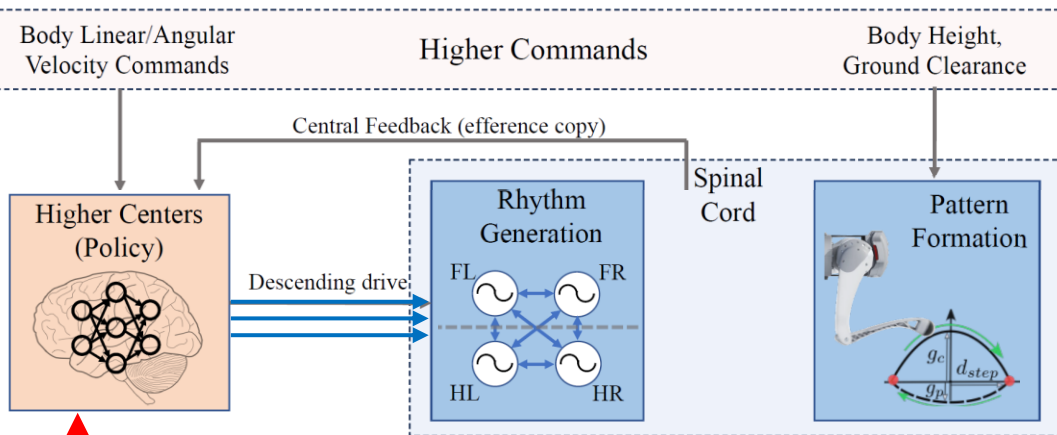 Body Linear/Angular
Velocity Commands
Higher Commands
Body Height,
Ground Clearance
Central Feedback (efference copy)
Spinal
Cord
Higher Centers
(Policy)
Descending drive
Rhythm
Generation
FL
FR
HL
HR
Pattern
Formation
g_c
d_step
g_p